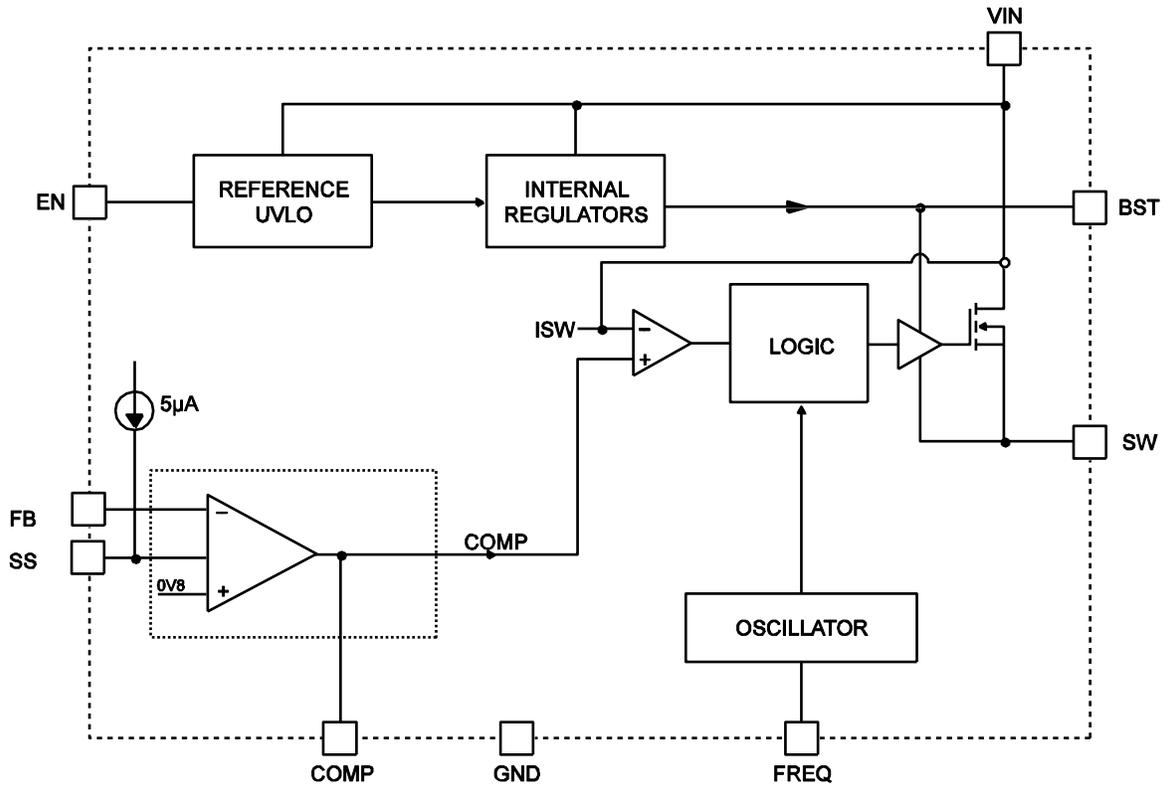 VIN
EN
REFERENCE
UVLO
INTERNAL
REGULATORS
BST
ISW
−
+
LOGIC
5µA
SW
FB
SS
−
0V8
+
COMP
OSCILLATOR
COMP
GND
FREQ